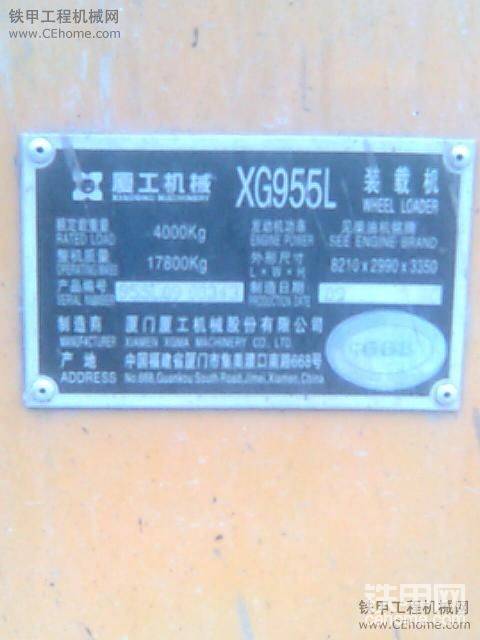 铁甲工程机械网
www.CEhome.com
厦工机械 XG955L 装载机
XIAGONG MACHINERY WHEEL LOADER
额定载重量 4000Kg 发动机功率 见柴油机铭牌
RATED LOAD ENGINE POWER SEE ENGINE BRAND
整机质量 17800Kg 外形尺寸 8210x2990x3350
OPERATING MASS L×W×H
产品编号 制造日期 09
SERIAL NUMBER PRODUCTION DATE
制造商 厦门厦工机械股份有限公司
MANUFACTURER XIAMEN XGMA MACHINERY CO., LTD
产地 中国福建省厦门市集美灌口南路668号
ADDRESS No.668, Guankou South Road, Jimei, Xiamen, China
铁甲网
铁甲工程机械网
www.CEhome.com